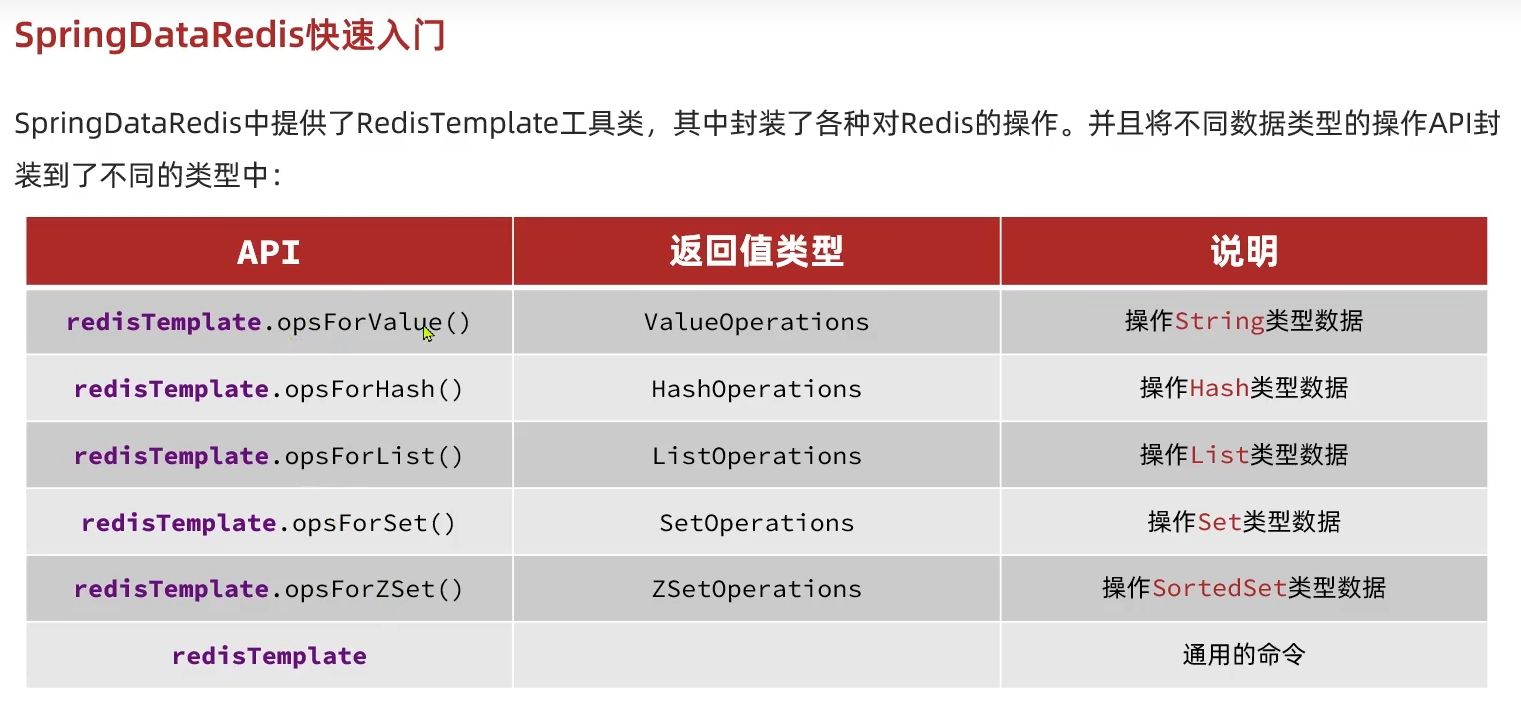 SpringDataRedis快速入门
SpringDataRedis中提供了RedisTemplate工具类，其中封装了各种对Redis的操作。并且将不同数据类型的操作API封
装到了不同的类型中：
API 返回值类型 说明
redisTemplate.opsForValue() ValueOperations 操作String类型数据
redisTemplate.opsForHash() HashOperations 操作Hash类型数据
redisTemplate.opsForList() ListOperations 操作List类型数据
redisTemplate.opsForSet() SetOperations 操作Set类型数据
redisTemplate.opsForZSet() ZSetOperations 操作SortedSet类型数据
redisTemplate 通用的命令